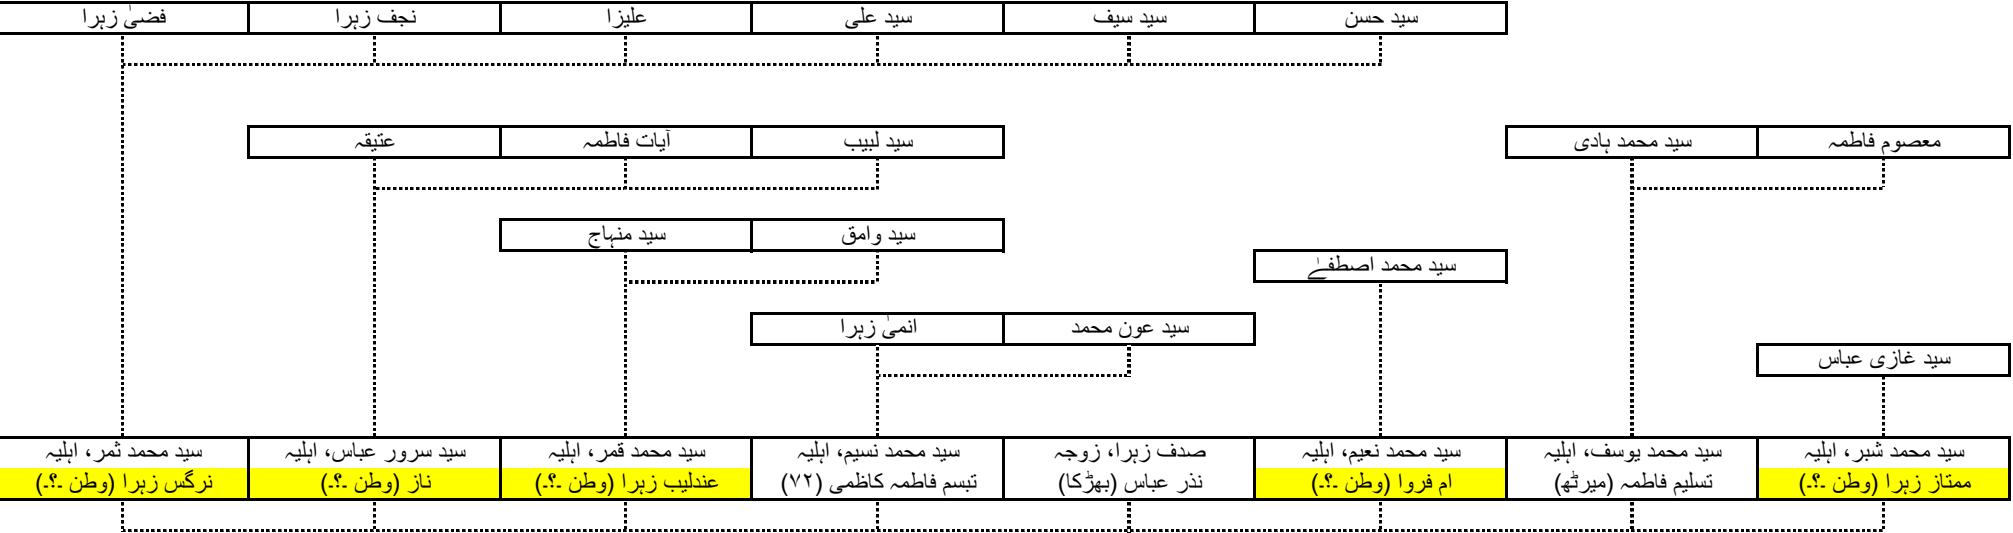 سید حسن
سید سیف
سید علی
علیزا
نجف زہرا
فضیٰ زہرا
معصوم فاطمہ
سید محمد ہادی
سید لبیب
آیات فاطمہ
عتیقہ
سید وامق
سید منہاج
سید محمد اصطفےٰ
سید عون محمد
انمیٰ زہرا
سید غازی عباس
سید محمد شبر، اہلیہ
ممتاز زہرا (وطن ۔؟۔)
سید محمد یوسف، اہلیہ
تسلیم فاطمہ (میرٹھ)
سید محمد نعیم، اہلیہ
ام فروا (وطن ۔؟۔)
صدف زہرا، زوجہ
نذر عباس (بھڑکا)
سید محمد نسیم، اہلیہ
تبسم فاطمہ کاظمی (۷۲)
سید محمد قمر، اہلیہ
عندلیب زہرا (وطن ۔؟۔)
سید سرور عباس، اہلیہ
ناز (وطن ۔؟۔)
سید محمد ثمر، اہلیہ
نرگس زہرا (وطن ۔؟۔)